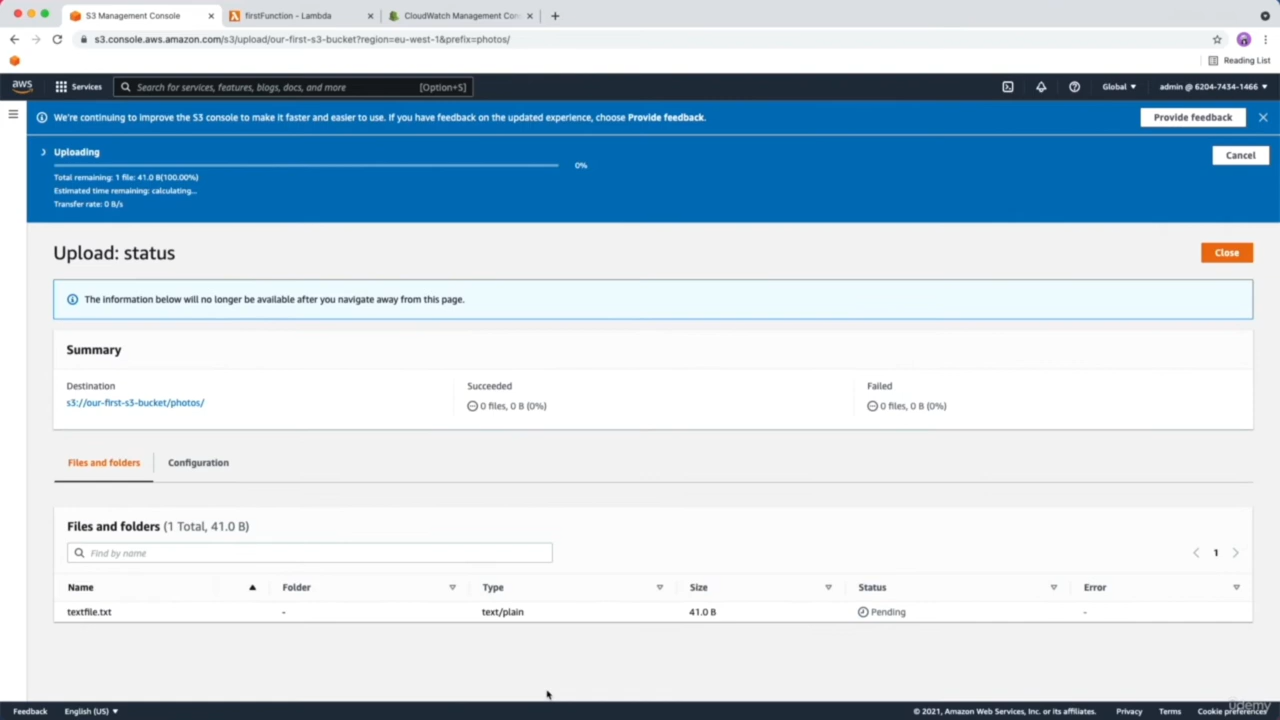 S3 Management Console
firstFunction - Lambda
CloudWatch Management Con
s3.console.aws.amazon.com/s3/upload/our-first-s3-bucket?region=eu-west-1&prefix=photos/
Reading List
aws
Services
Search for services, features, blogs, docs, and more
[Option+S]
Global
admin @ 6204-7434-1466
We're continuing to improve the S3 console to make it faster and easier to use. If you have feedback on the updated experience, choose Provide feedback.
Provide feedback
Uploading
0%
Cancel
Total remaining: 1 file: 41.0 B(100.00%)
Estimated time remaining: calculating...
Transfer rate: 0 B/s
Upload: status
Close
The information below will no longer be available after you navigate away from this page.
Summary
Destination
Succeeded
Failed
s3://our-first-s3-bucket/photos/
0 files, 0 B (0%)
0 files, 0 B (0%)
Files and folders
Configuration
Files and folders (1 Total, 41.0 B)
Find by name
1
Name
Folder
Type
Size
Status
Error
textfile.txt
-
text/plain
41.0 B
Pending
-
Feedback
English (US)
© 2021, Amazon Web Services, Inc. or its affiliates.
Privacy
Terms
Cookie preferences
udemy